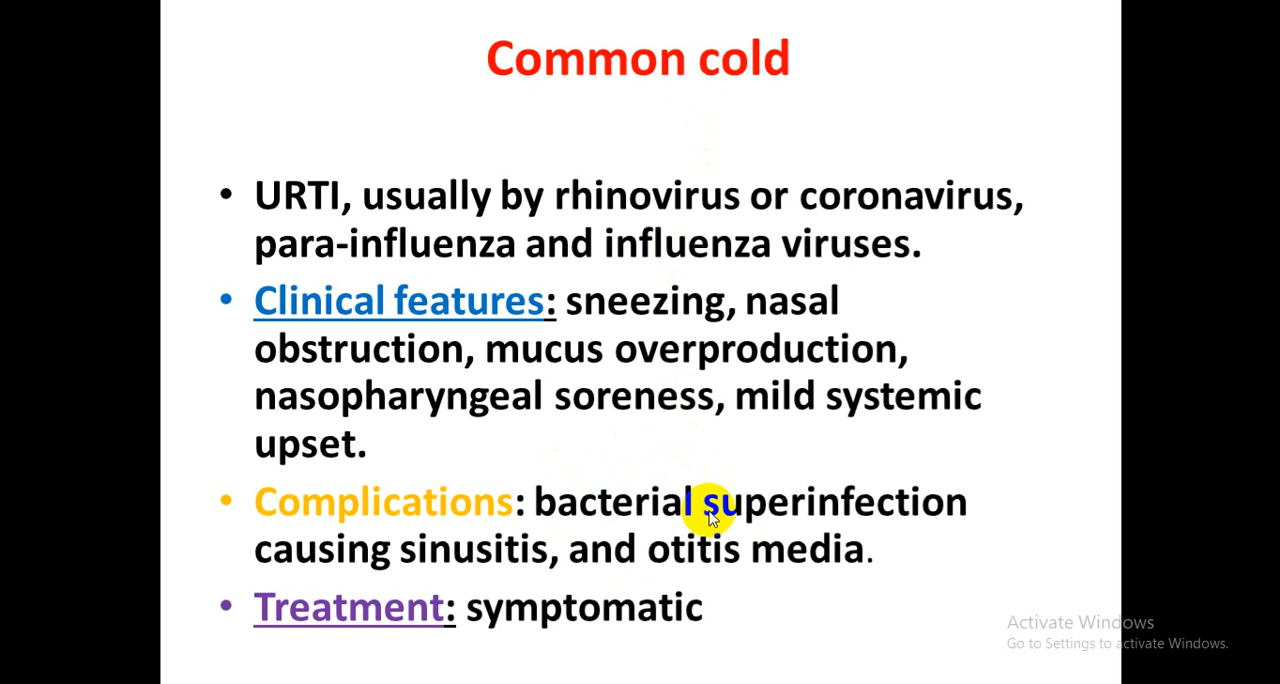 Common cold
• URTI, usually by rhinovirus or coronavirus,
para-influenza and influenza viruses.
• Clinical features: sneezing, nasal
obstruction, mucus overproduction,
nasopharyngeal soreness, mild systemic
upset.
• Complications: bacterial superinfection
causing sinusitis, and otitis media.
• Treatment: symptomatic
Activate Windows
Go to Settings to activate Windows.